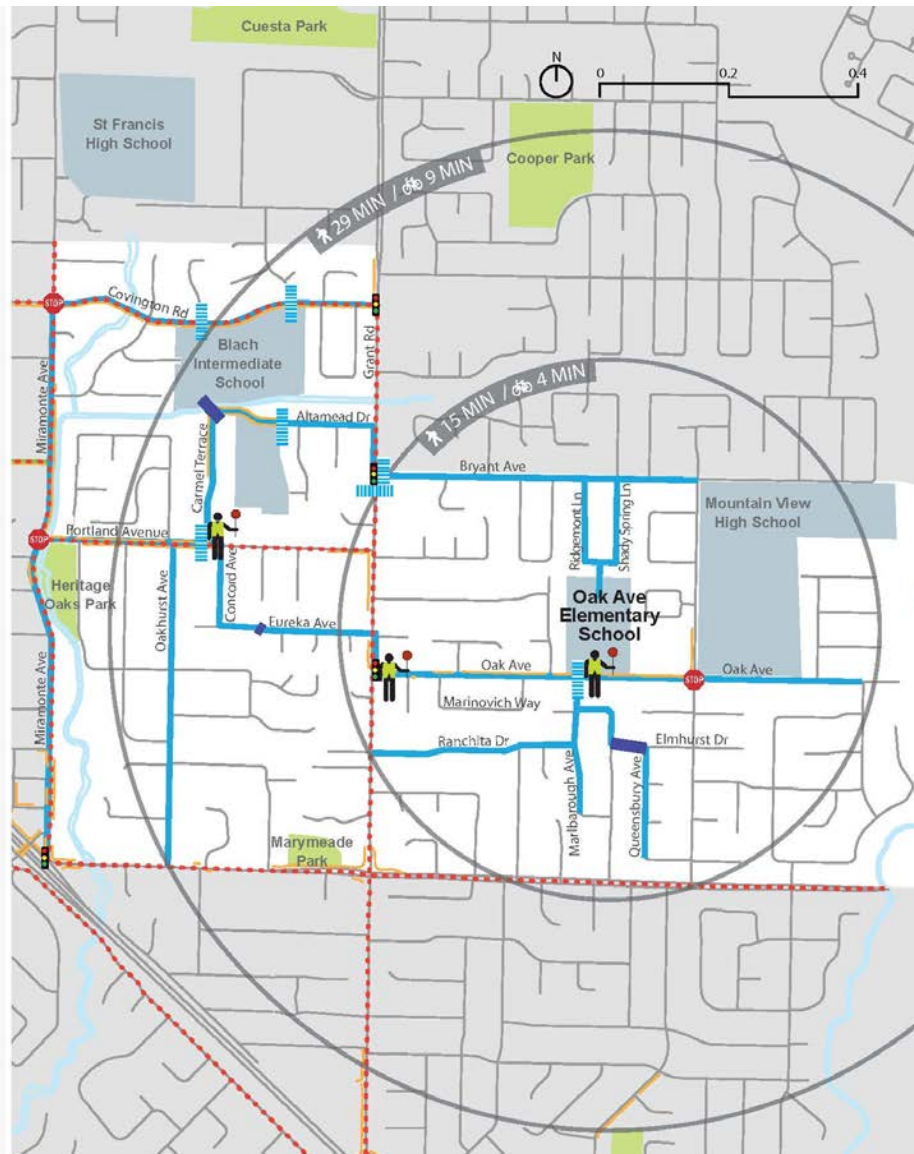 Cuesta Park
N
0
0.2
0.4
St Francis
High School
Cooper Park
29 MIN / 9 MIN
STOP
Covington Rd
Grant Rd
Blach
Intermediate
School
Miramonte Ave
15 MIN / 4 MIN
Altamead Dr
Carmel Terrace
Bryant Ave
Ridgemont Ln
Shady Spring Ln
Mountain View
High School
Portland Avenue
STOP
Heritage
Oaks Park
Oakhurst Ave
Concord Ave
Eureka Ave
Oak Ave
Elementary
School
Oak Ave
STOP
Oak Ave
Marinovich Way
Miramonte Ave
Ranchita Dr
Elmhurst Dr
Marlbarough Ave
Queensbury Ave
Marymeade
Park